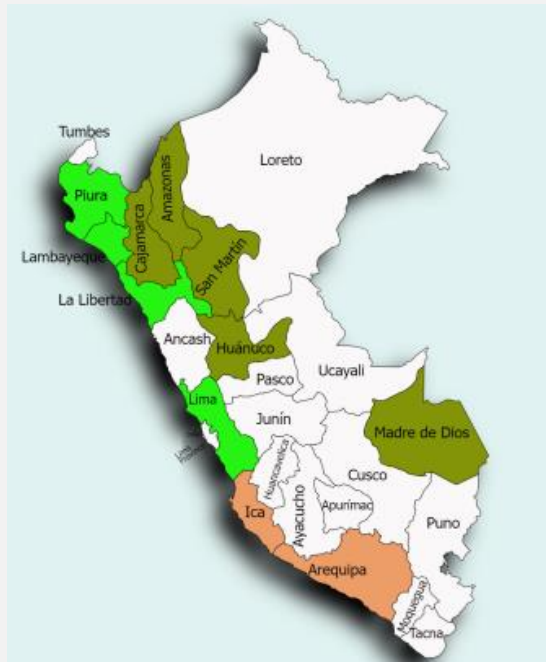 Tumbes
Loreto
Piura
Amazonas
Cajamarca
Lambayeque
San Martín
La Libertad
Ancash
Huánuco
Ucayali
Pasco
Lima
Junín
Madre de Dios
Huancavelica
Cusco
Ica
Ayacucho
Apurímac
Puno
Arequipa
Moquegua
Tacna